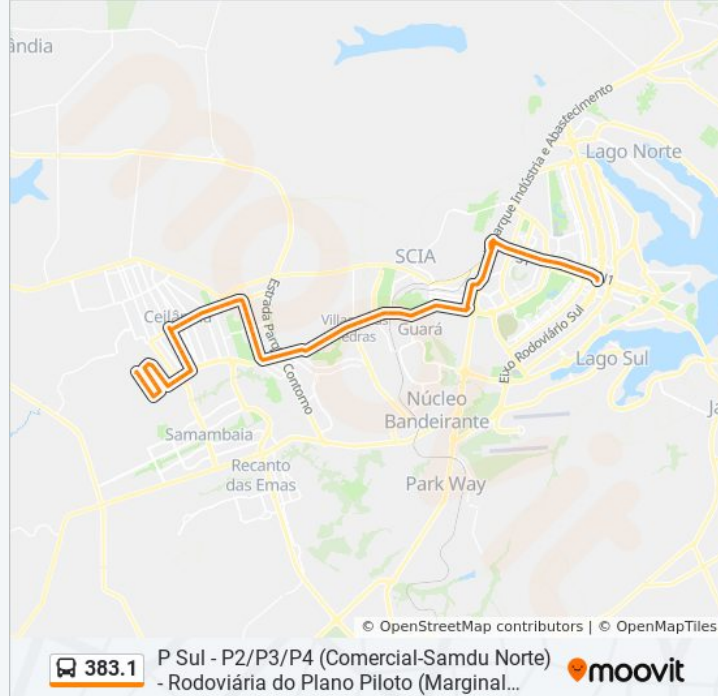 ândia
Parque Indústria e Abastecimento
Lago Norte
SCIA
Ceilândia
Estrada Parque Contorno
Guará
Eixo Rodoviário Sul
Lago Sul
Núcleo
Bandeirante
Samambaia
Recanto
das Emas
Park Way
© OpenStreetMap contributors | © OpenMapTiles
383.1
P Sul - P2/P3/P4 (Comercial-Samdu Norte)
- Rodoviária do Plano Piloto (Marginal...
moovit